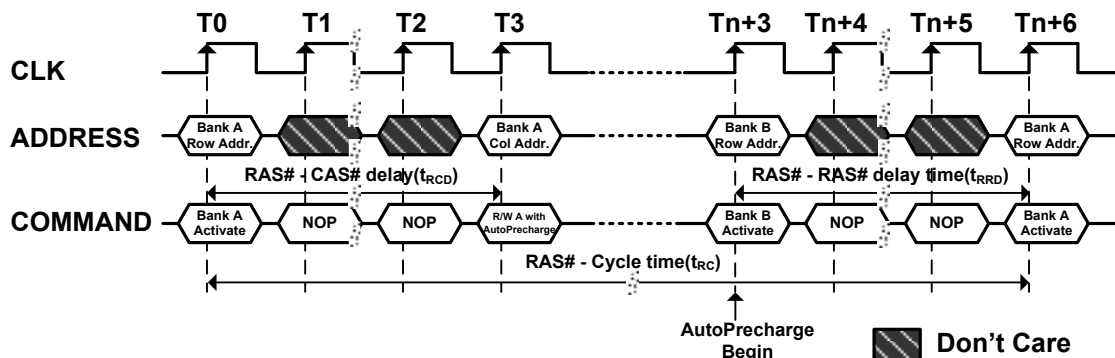 T0 T1 T2 T3 Tn+3 Tn+4 Tn+5 Tn+6
CLK
ADDRESS
Bank A
Row Addr.
Bank A
Col Addr.
Bank B
Row Addr.
Bank A
Row Addr.
RAS# - CAS# delay(tRCD)
RAS# - RAS# delay time(tRRD)
COMMAND
Bank A
Activate
NOP
NOP
R/W A with
AutoPrecharge
Bank B
Activate
NOP
NOP
Bank A
Activate
RAS# - Cycle time(tRC)
AutoPrecharge
Begin
Don't Care